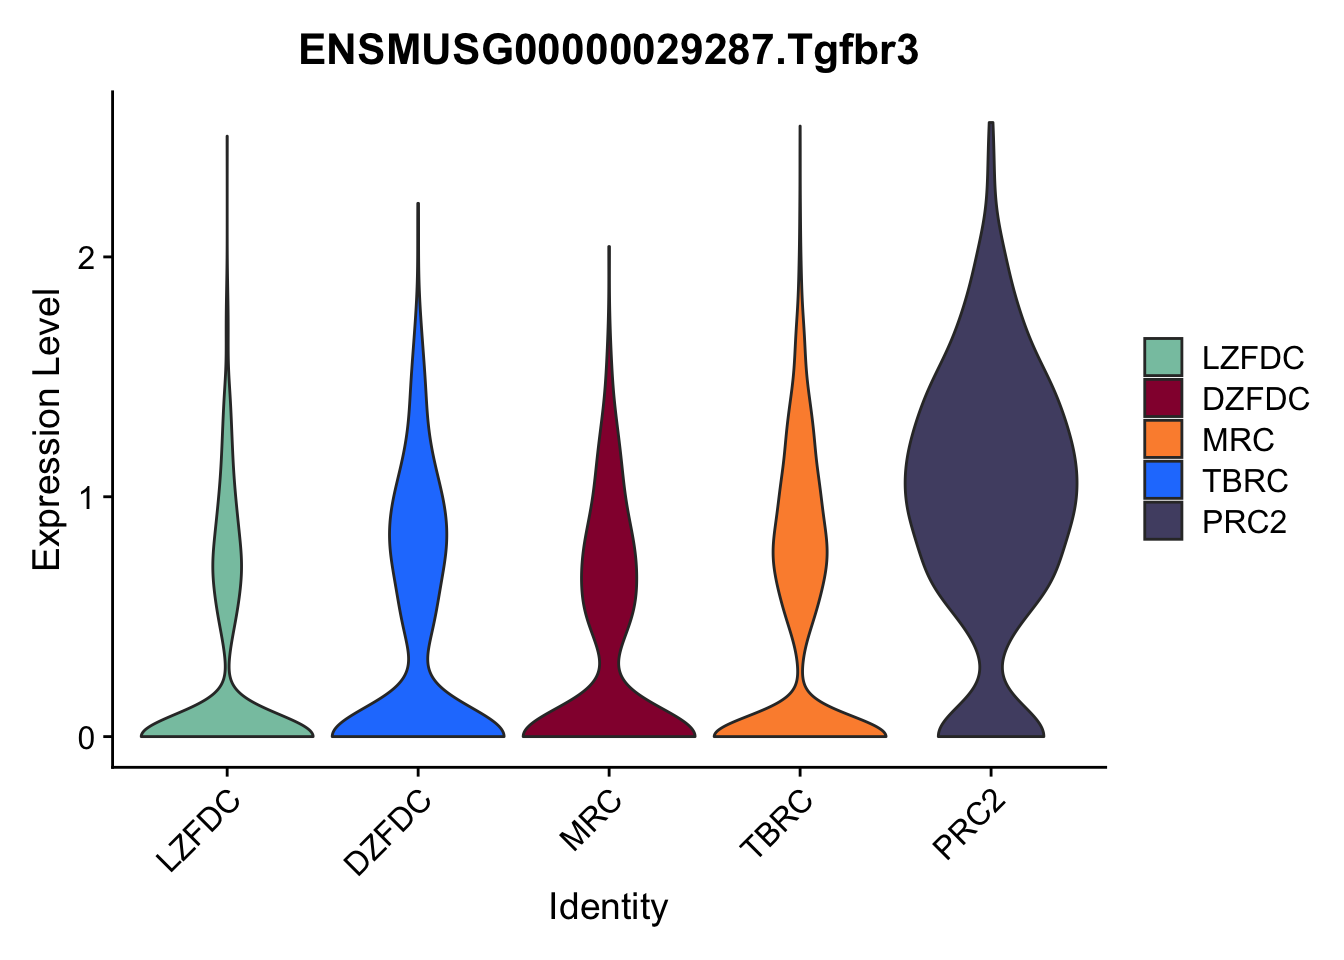 ENSMUSG00000029287.Tgfbr3
Expression Level
2
1
0
LZFDC
DZFDC
MRC
TBRC
PRC2
Identity
LZFDC
DZFDC
MRC
TBRC
PRC2